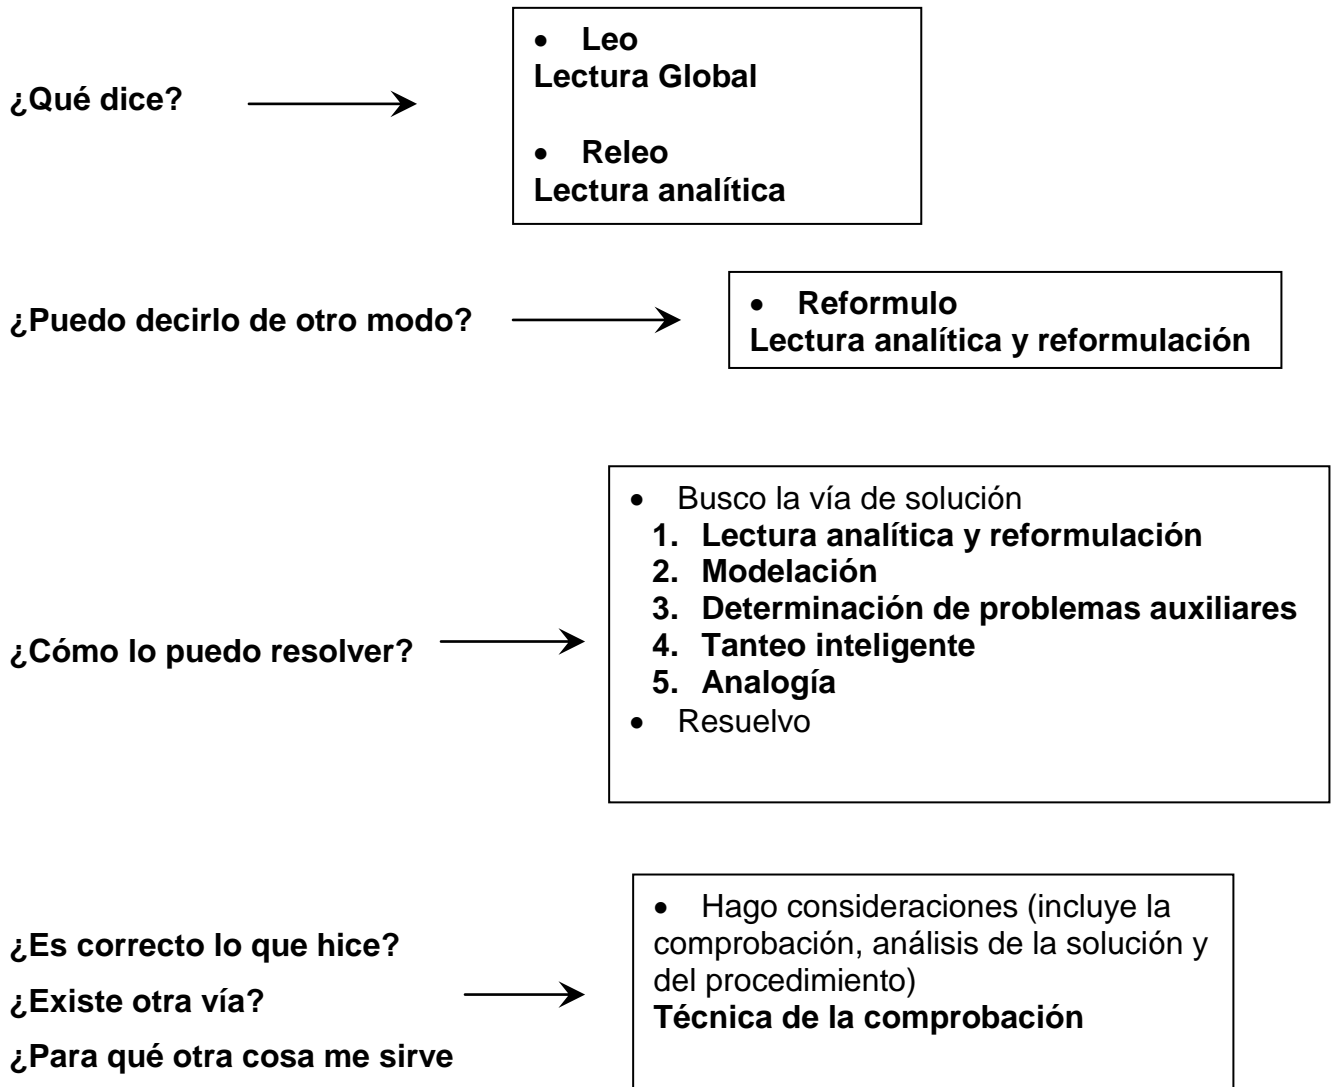 ¿Qué dice?
• Leo
Lectura Global
• Releo
Lectura analítica
¿Puedo decirlo de otro modo?
• Reformulo
Lectura analítica y reformulación
¿Cómo lo puedo resolver?
• Busco la vía de solución
1. Lectura analítica y reformulación
2. Modelación
3. Determinación de problemas auxiliares
4. Tanteo inteligente
5. Analogía
• Resuelvo
¿Es correcto lo que hice?
¿Existe otra vía?
¿Para qué otra cosa me sirve
• Hago consideraciones (incluye la
comprobación, análisis de la solución y
del procedimiento)
Técnica de la comprobación